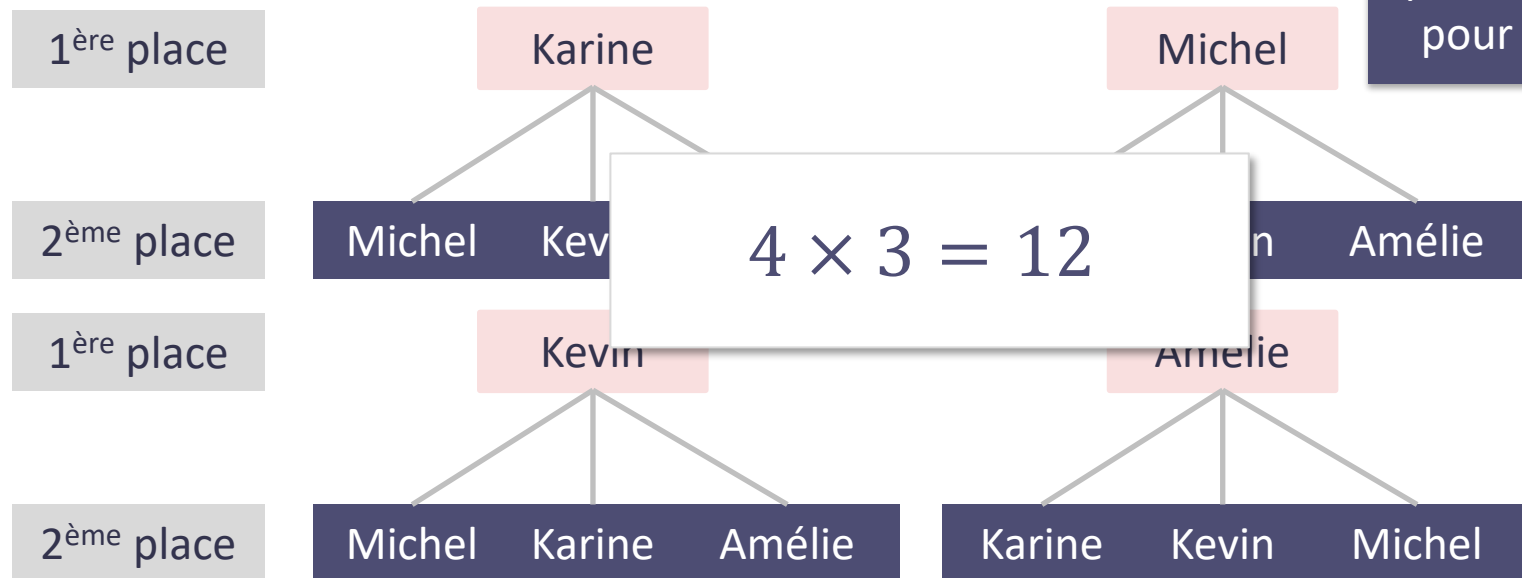 1ère place Karine Michel
pour
2ème place Michel Amélie
4 × 3 = 12
1ère place Kevin Amélie
2ème place Michel Karine Amélie Karine Kevin Michel